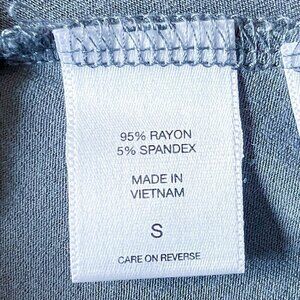 95% RAYON
5% SPANDEX
MADE IN
VIETNAM
S
CARE ON REVERSE